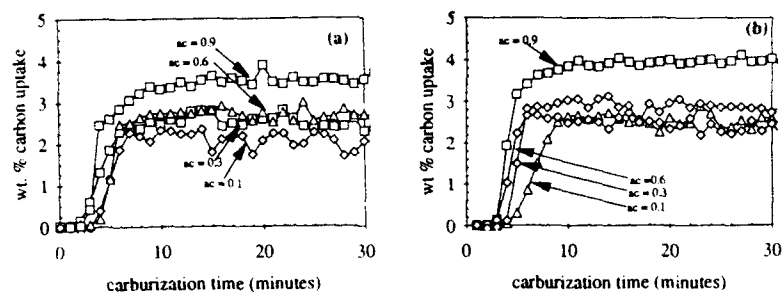 (a)
wt. % carbon uptake
5
4
3
2
1
0
ac = 0.9
ac = 0.6
ac = 0.3
ac = 0.1
0 10 20 30
carburization time (minutes)
(b)
wt % carbon uptake
5
4
3
2
1
0
ac = 0.9
ac = 0.6
ac = 0.3
ac = 0.1
0 10 20 30
carburization time (minutes)